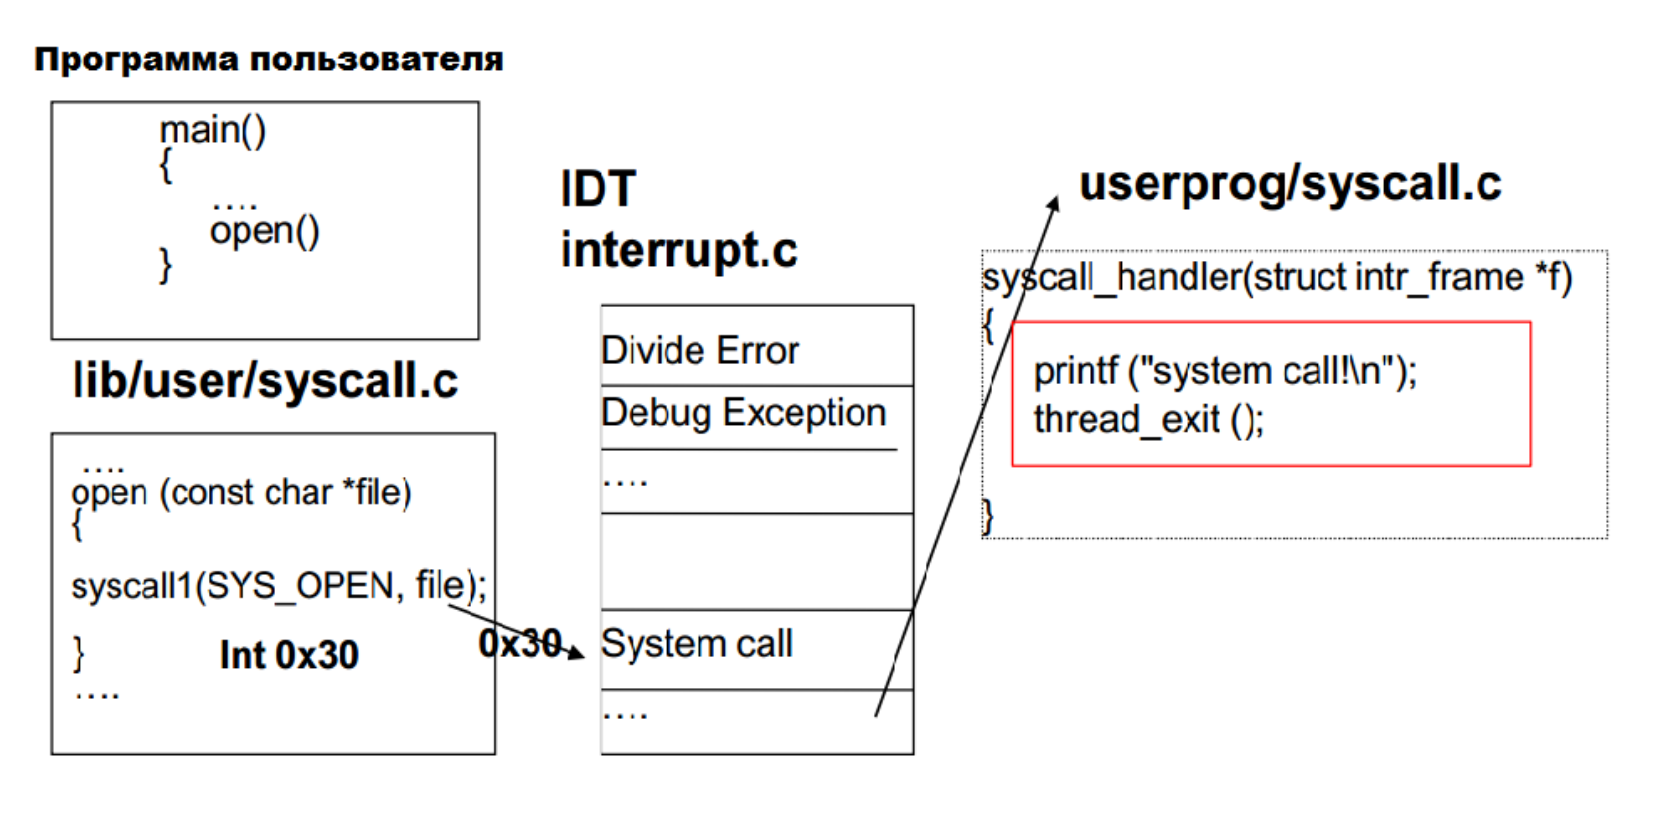 Программа пользователя
main()
{
....
open()
}
lib/user/syscall.c
....
open (const char *file)
{
syscall1(SYS_OPEN, file);
}
Int 0x30
....
0x30
IDT
interrupt.c
Divide Error
Debug Exception
....
System call
....
userprog/syscall.c
syscall_handler(struct intr_frame *f)
{
printf ("system call!\n");
thread_exit ();
}